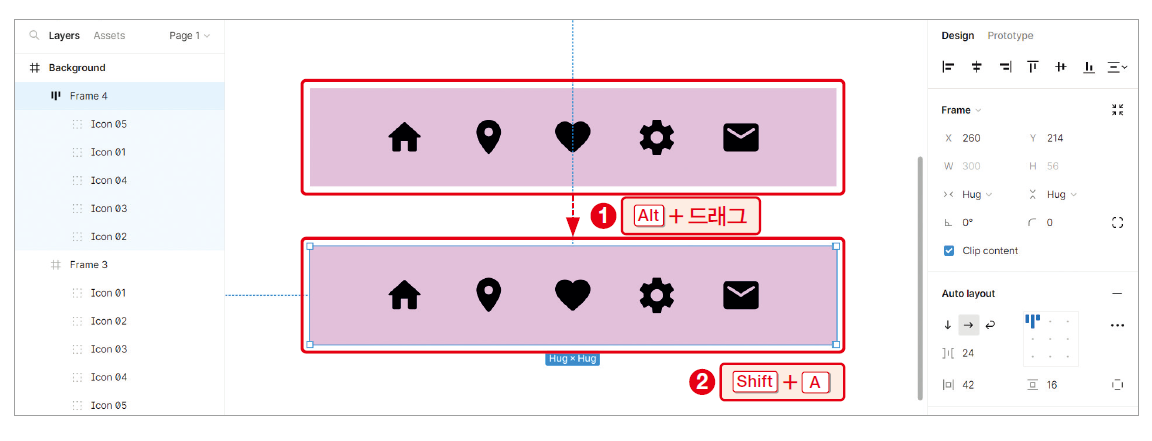 Layers Assets Page 1
Background
Frame 4
Icon 05
Icon 01
Icon 04
Icon 03
Icon 02
Frame 3
Icon 01
Icon 02
Icon 03
Icon 04
Icon 05
1 Alt + 드래그
Hug × Hug
2 Shift + A
Design Prototype
Frame
X 260 Y 214
W 300 H 56
Hug Hug
0° 0
Clip content
Auto layout
24
42 16